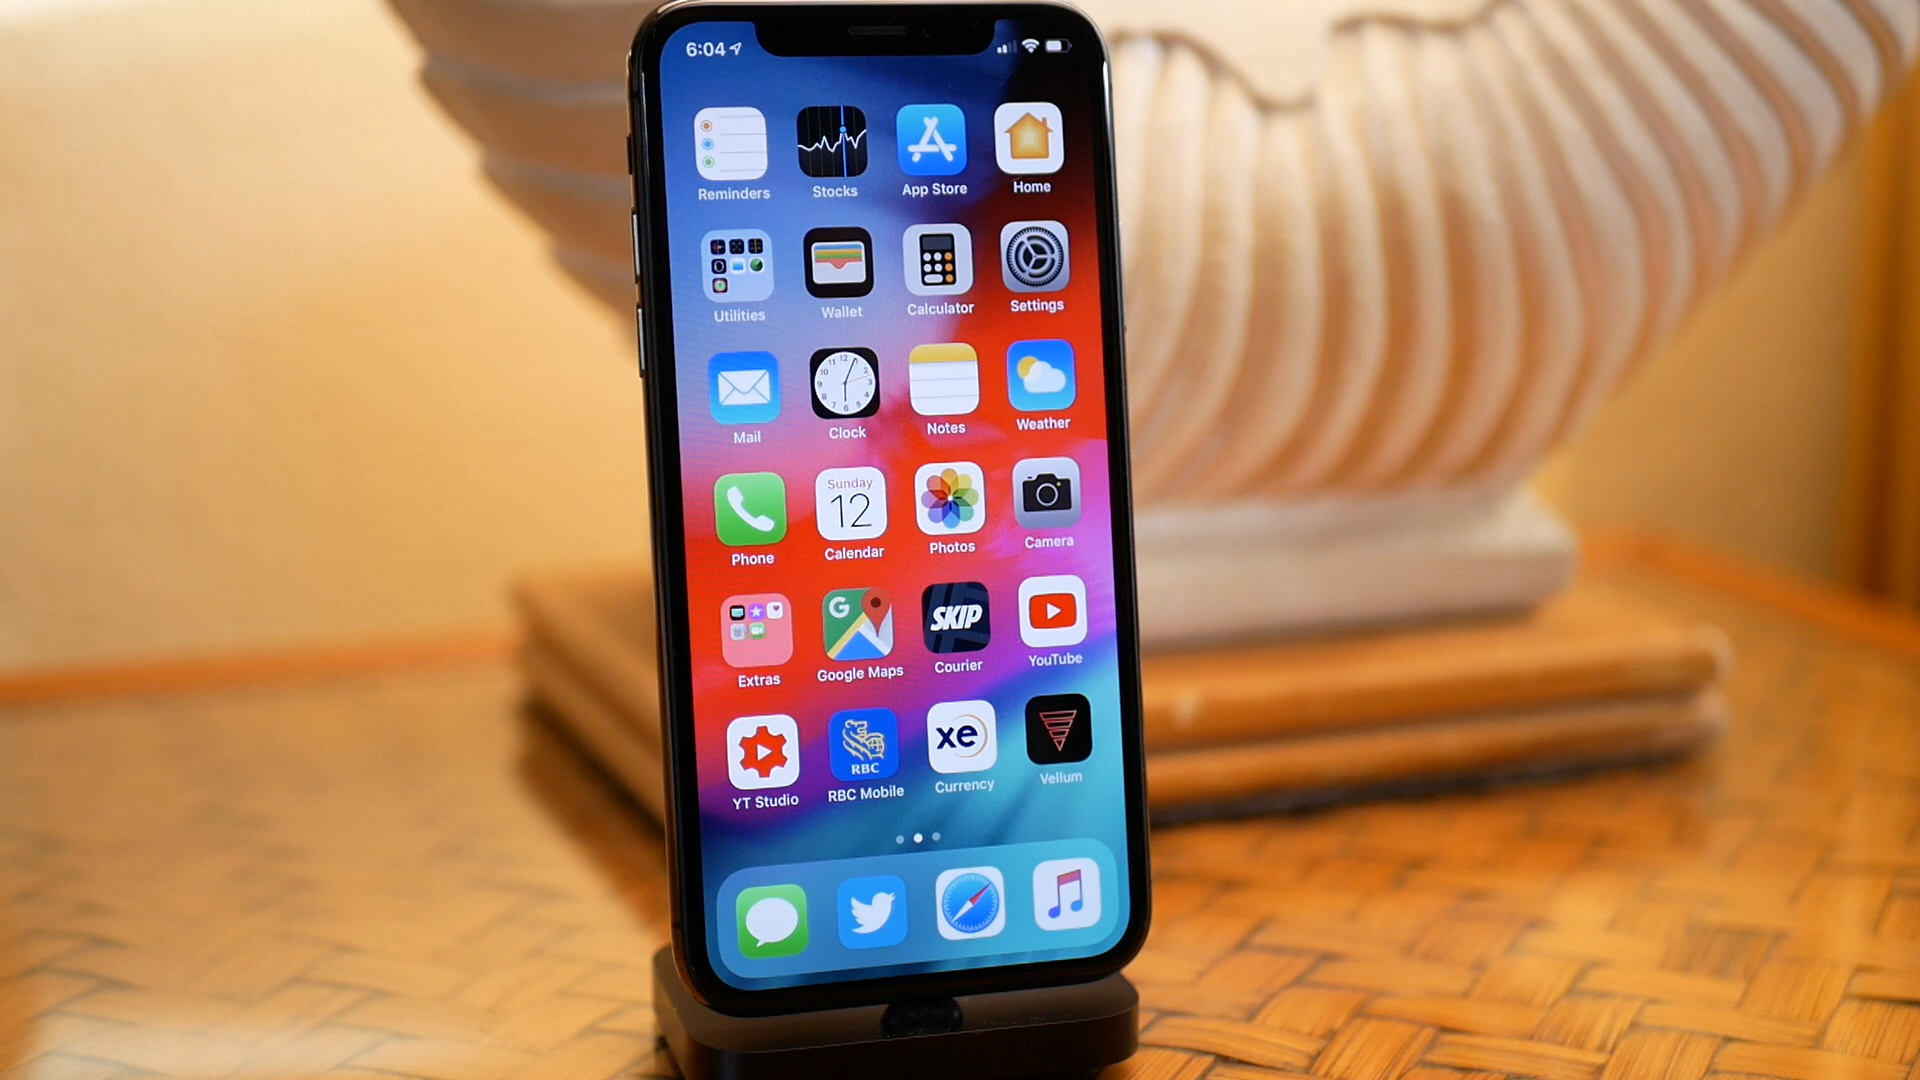 6:04
Reminders Stocks App Store Home
Utilities Wallet Calculator Settings
Mail Clock Notes Weather
Sunday
12
Phone Calendar Photos Camera
G SKIP
Extras Google Maps Courier YouTube
xe
RBC
YT Studio RBC Mobile Currency Vellum